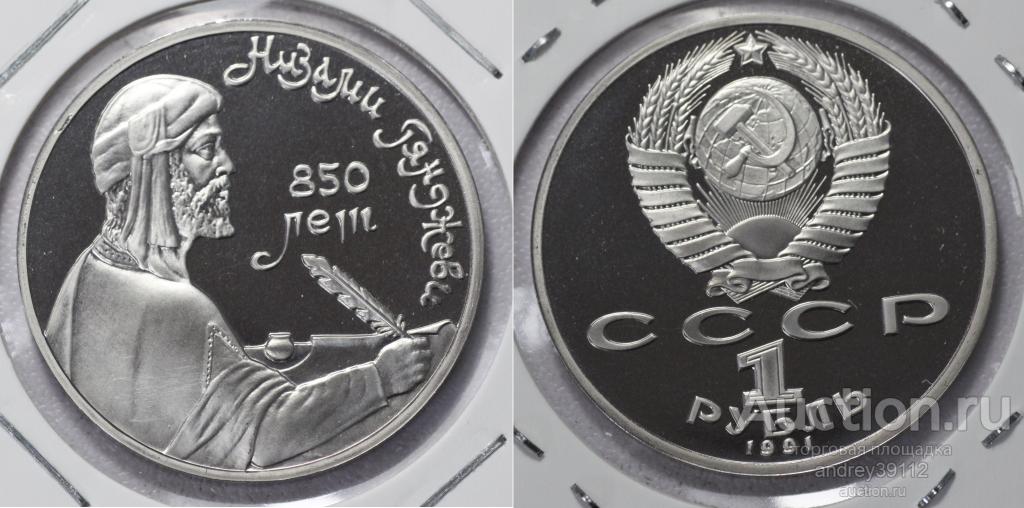 Низами Гянджеви
850
лет
СССР
1
РУБЛЬ
1991
Auction.ru
торговая площадка
andrey39112
auction.ru